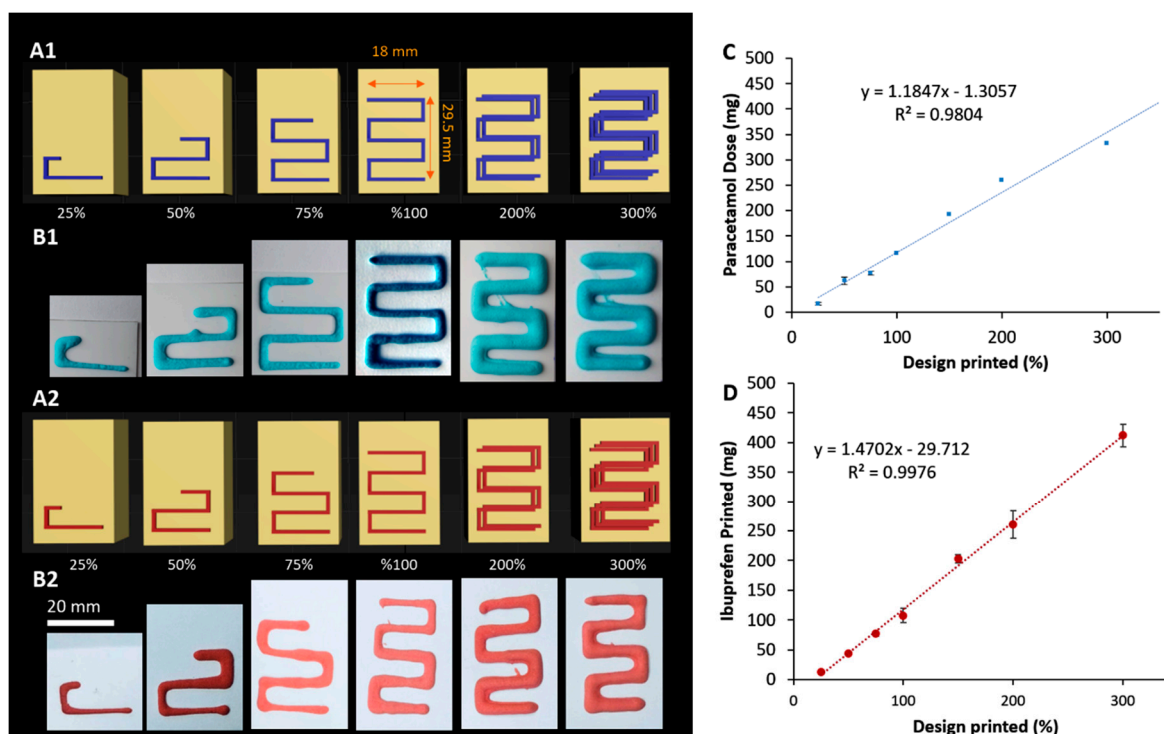 A1
18 mm
29.5 mm
25%
50%
75%
%100
200%
300%
B1
A2
25%
50%
75%
%100
200%
300%
B2
20 mm
C
500
450
400
350
300
250
200
150
100
50
0
Paracetamol Dose (mg)
y = 1.1847x - 1.3057
R² = 0.9804
0
100
200
300
Design printed (%)
D
500
450
400
350
300
250
200
150
100
50
0
Ibuprefen Printed (mg)
y = 1.4702x - 29.712
R² = 0.9976
0
100
200
300
Design printed (%)